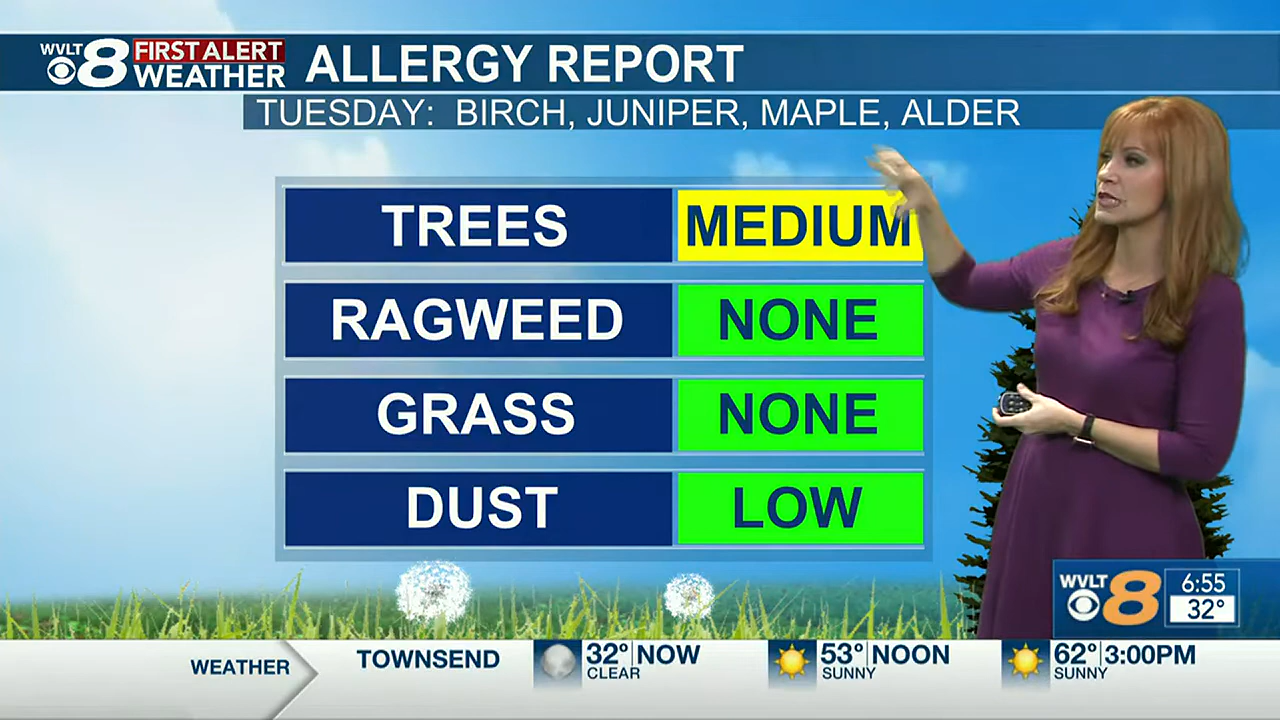 WVLT 8 FIRST ALERT WEATHER
ALLERGY REPORT
TUESDAY: BIRCH, JUNIPER, MAPLE, ALDER
TREES MEDIUM
RAGWEED NONE
GRASS NONE
DUST LOW
WVLT 8
6:55
32°
WEATHER
TOWNSEND
32° NOW
CLEAR
53° NOON
SUNNY
62° 3:00PM
SUNNY